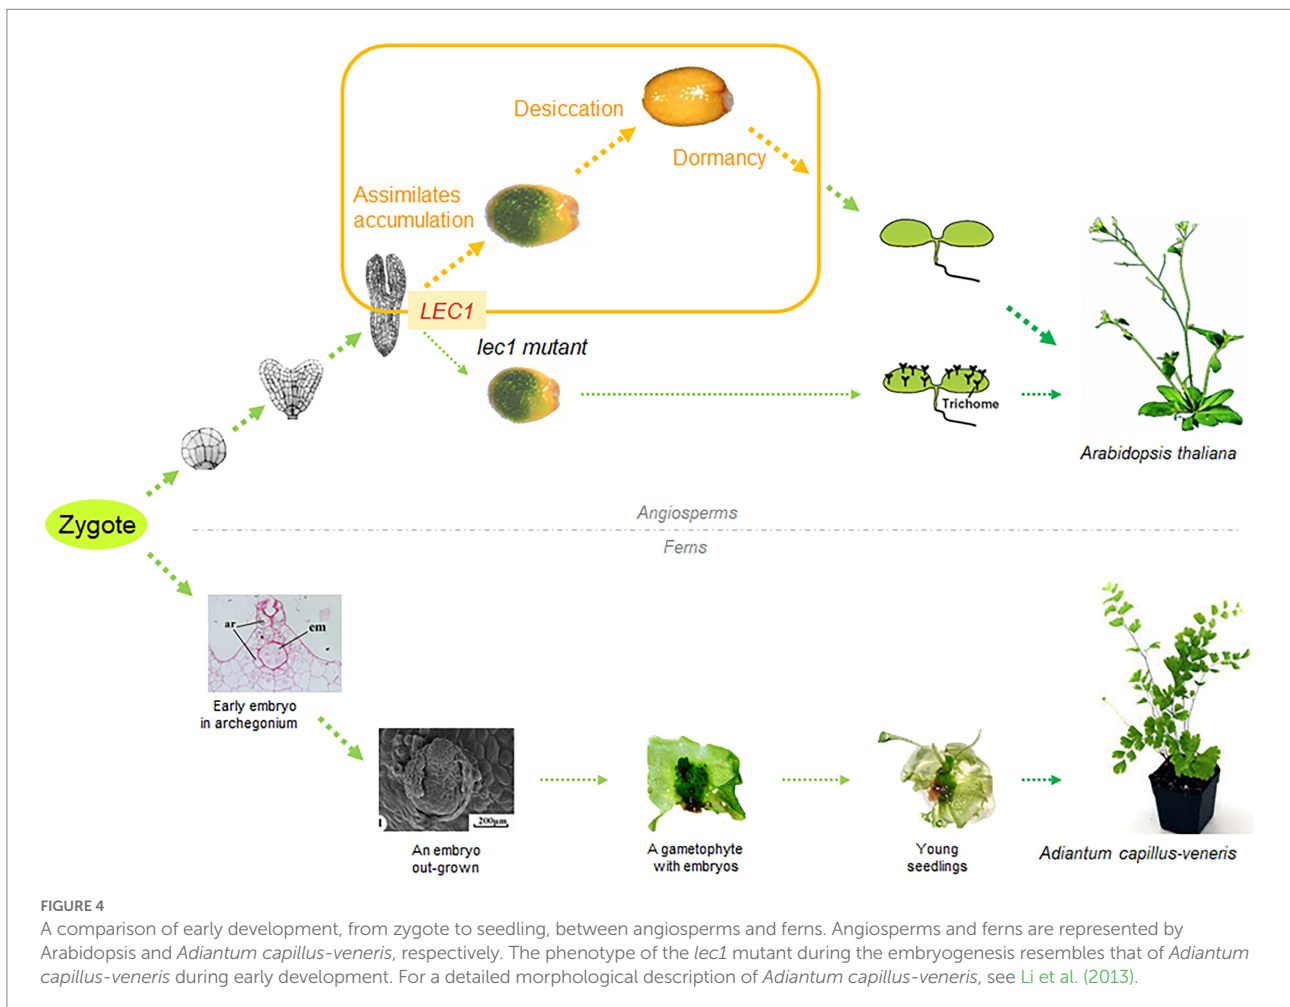 Desiccation
Dormancy
Assimilates
accumulation
LEC1
lec1 mutant
Trichome
Arabidopsis thaliana
Zygote
Angiosperms
Ferns
ar
em
Early embryo
in archegonium
200μm
An embryo
out-grown
A gametophyte
with embryos
Young
seedlings
Adiantum capillus-veneris
FIGURE 4
A comparison of early development, from zygote to seedling, between angiosperms and ferns. Angiosperms and ferns are represented by
Arabidopsis and Adiantum capillus-veneris, respectively. The phenotype of the lec1 mutant during the embryogenesis resembles that of Adiantum
capillus-veneris during early development. For a detailed morphological description of Adiantum capillus-veneris, see Li et al. (2013).